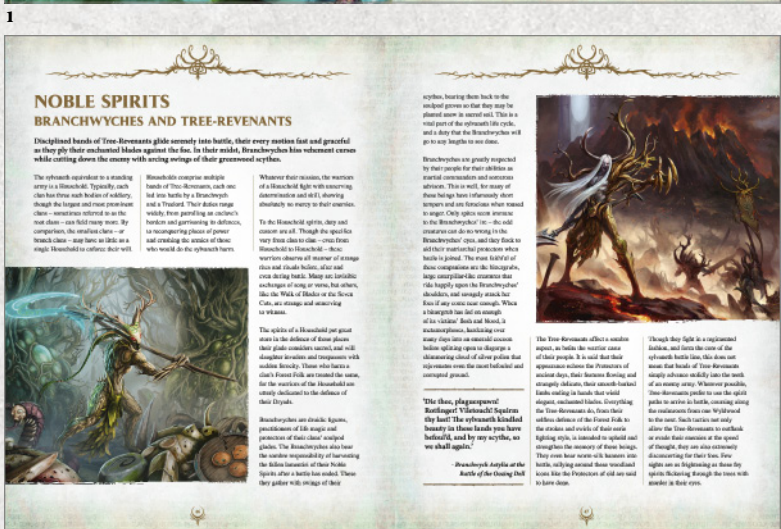 1
NOBLE SPIRITS
BRANCHWYCHES AND TREE-REVENANTS
Disciplined bands of Tree-Revenants glide serenely into battle, their every motion fast and graceful
as they ply their enchanted blades against the foe. In their midst, Branchwyches hiss vehement curses
while cutting down the enemy with arcing swings of their greenwood scythes.
The sylvaneth equivalent to a standing
army is a Household. Typically, each
clan has three such bodies of soldiery,
though the largest and most prominent
clans – sometimes referred to as the
root clans – can field many more. By
comparison, the smallest clans – or
branch clans – may have as little as a
single Household to enforce their will.
Households comprise multiple
bands of Tree-Revenants, each one
led into battle by a Branchwych
and a Treelord. Their duties range
widely, from patrolling an enclave's
borders and garrisoning its defences,
to reconquering places of power
and crushing the armies of those
who would do the sylvaneth harm.
Whatever their mission, the warriors
of a Household fight with unswerving
determination and skill, showing
absolutely no mercy to their enemies.
To the Household spirits, duty and
custom are all. Though the specifics
vary from clan to clan – even from
Household to Household – these
warriors observe all manner of strange
rites and rituals before, after and
even during battle. Many are invisible
exchanges of song or verse, but others,
like the Walk of Blades or the Seven
Cuts, are strange and unnerving
to witness.
The spirits of a Household put great
store in the defence of those places
their glade considers sacred, and will
slaughter invaders and trespassers with
sudden ferocity. Those who harm a
clan's Forest Folk are treated the same,
for the warriors of the Household are
utterly dedicated to the defence of
their Dryads.
Branchwyches are druidic figures,
practitioners of life magic and
protectors of their clans' soulpod
glades. The Branchwyches also bear
the sombre responsibility of harvesting
the fallen lamentiri of their Noble
Spirits after a battle has ended. These
they gather with swings of their
scythes, bearing them back to the
soulpod groves so that they may be
planted anew in sacred soil. This is a
vital part of the sylvaneth life cycle,
and a duty that the Branchwyches will
go to any lengths to see done.
Branchwyches are greatly respected
by their people for their abilities as
martial commanders and sonorous
advisors. This is well, for many of
these beings have infamously short
tempers and are ferocious when roused
to anger. Only spites seem immune
to the Branchwyches' ire – the odd
creatures can do no wrong in the
Branchwyches' eyes, and they flock to
aid their matriarchal protectors when
battle is joined. The most faithful of
these companions are the bittergrubs,
large caterpillar-like creatures that
ride happily upon the Branchwyches'
shoulders, and savagely attack her
foes if any come near enough. When
a bittergrub has fed on enough
of its victims' flesh and blood, it
metamorphoses, hardening over
many days into an emerald cocoon
before splitting open to disgorge a
shimmering cloud of silver pollen that
rejuvenates even the most befouled and
corrupted ground.
'Die thee, plaguespawn!
Rotfinger! Viletouch! Squirm
thy last! The sylvaneth kindled
beauty in these lands you have
befoul'd, and by my scythe, so
we shall again.'
- Branchwych Astylia at the
Battle of the Oozing Dell
The Tree-Revenants affect a sombre
aspect, as befits the warrior caste
of their people. It is said that their
appearance echoes the Protectors of
ancient days, their features flowing and
strangely delicate, their smooth-barked
limbs ending in hands that wield
elegant, enchanted blades. Everything
the Tree-Revenants do, from their
selfless defence of the Forest Folk to
the strokes and swirls of their eerie
fighting style, is intended to uphold and
strengthen the memory of these beings.
They even bear worm-silk banners into
battle, rallying around these woodland
icons like the Protectors of old are said
to have done.
Though they fight in a regimented
fashion, and form the core of the
sylvaneth battle line, this does not
mean that bands of Tree-Revenants
simply advance stolidly into the teeth
of an enemy army. Wherever possible,
Tree-Revenants prefer to use the spirit
paths to arrive in battle, coursing along
the realmroots from one Wyldwood
to the next. Such tactics not only
allow the Tree-Revenants to outflank
or evade their enemies at the speed
of thought, they are also extremely
disconcerting for their foes. Few
sights are as frightening as these fey
spirits flickering through the trees with
murder in their eyes.